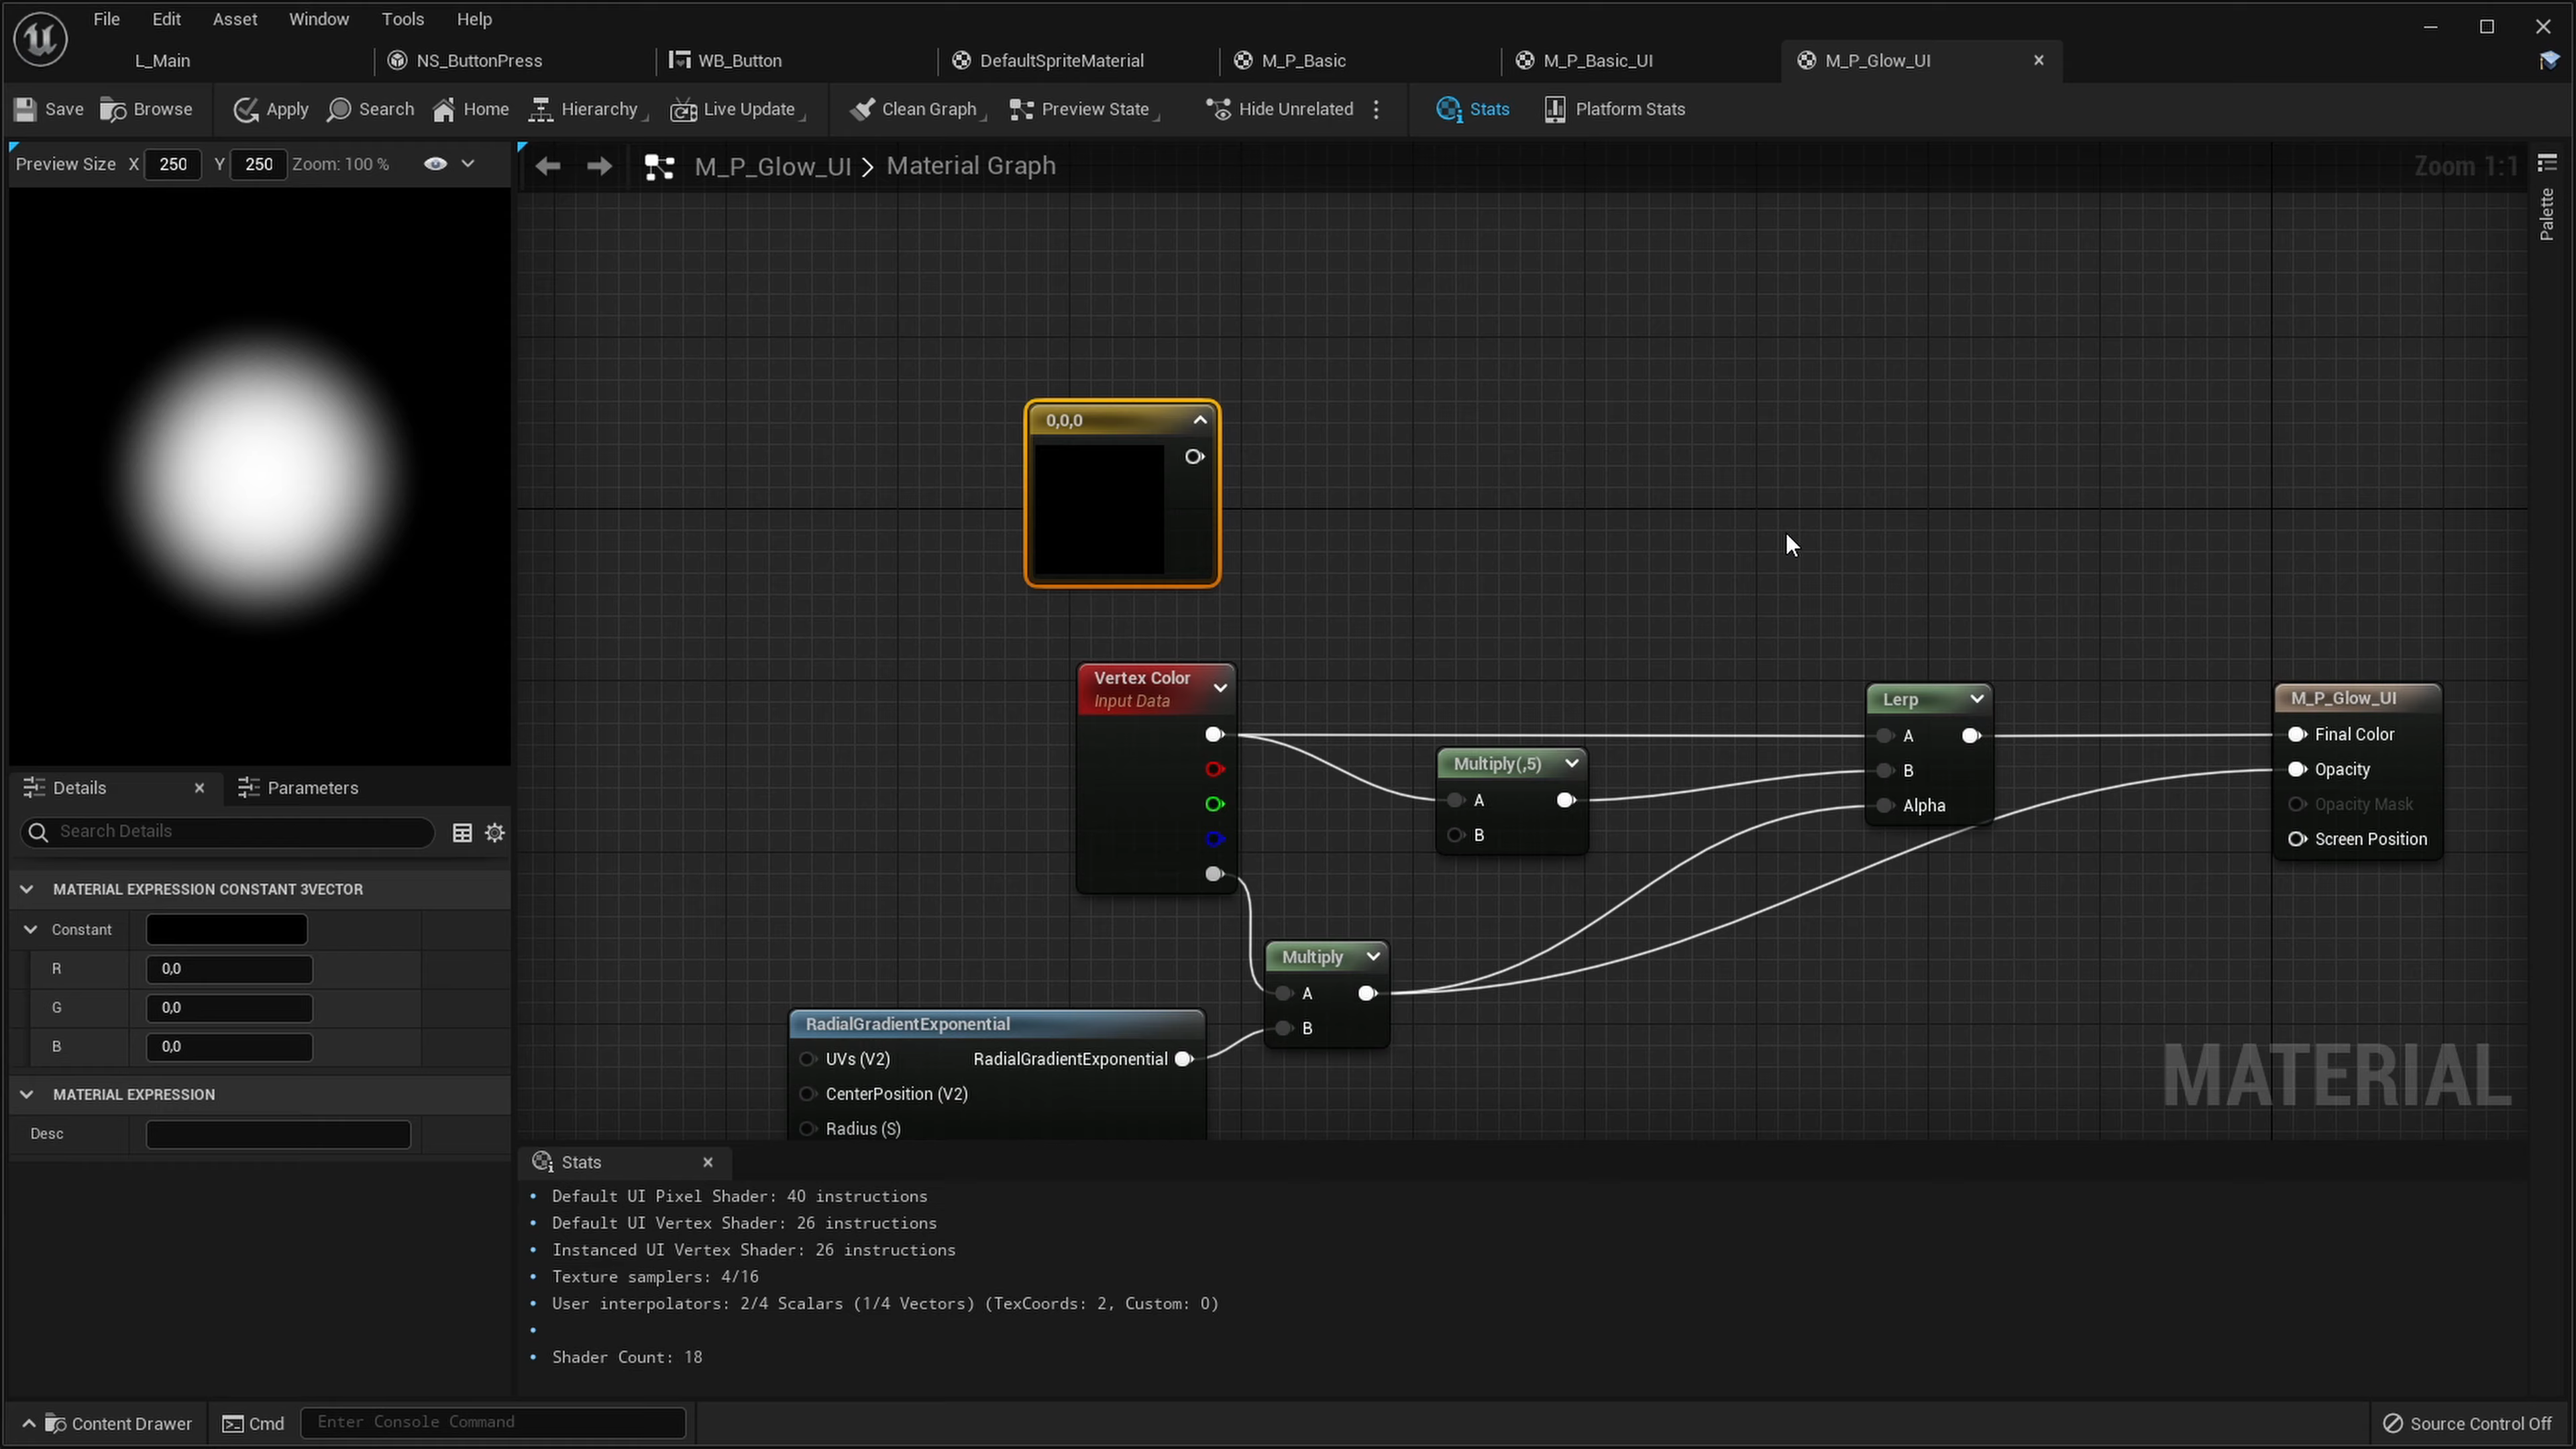 File Edit Asset Window Tools Help
L_Main NS_ButtonPress WB_Button DefaultSpriteMaterial M_P_Basic M_P_Basic_UI M_P_Glow_UI
Save Browse Apply Search Home Hierarchy Live Update Clean Graph Preview State Hide Unrelated Stats Platform Stats
Preview Size X 250 Y 250 Zoom: 100 %
M_P_Glow_UI > Material Graph
Zoom 1:1
Palette
0,0,0
Vertex Color
Input Data
Multiply(,5)
A
B
Lerp
A
B
Alpha
M_P_Glow_UI
Final Color
Opacity
Opacity Mask
Screen Position
Multiply
A
B
RadialGradientExponential
UVs (V2) RadialGradientExponential
CenterPosition (V2)
Radius (S)
MATERIAL
Details Parameters
Search Details
MATERIAL EXPRESSION CONSTANT 3VECTOR
Constant
R 0,0
G 0,0
B 0,0
MATERIAL EXPRESSION
Desc
Stats
Default UI Pixel Shader: 40 instructions
Default UI Vertex Shader: 26 instructions
Instanced UI Vertex Shader: 26 instructions
Texture samplers: 4/16
User interpolators: 2/4 Scalars (1/4 Vectors) (TexCoords: 2, Custom: 0)
Shader Count: 18
Content Drawer Cmd Enter Console Command Source Control Off